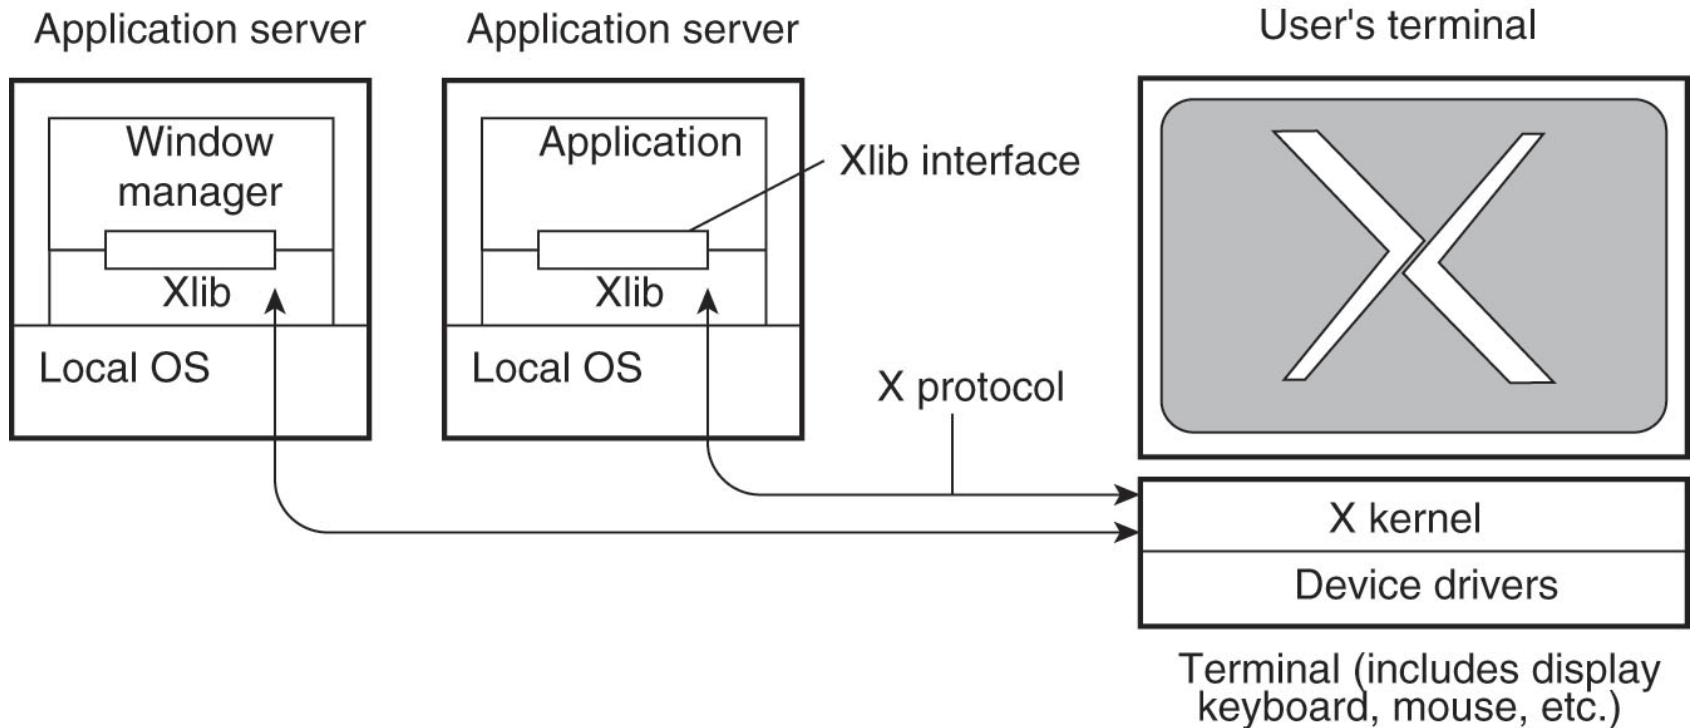 Application server
Application server
User's terminal
Window
manager
Application
Xlib interface
Xlib
Xlib
Local OS
Local OS
X protocol
X kernel
Device drivers
Terminal (includes display
keyboard, mouse, etc.)